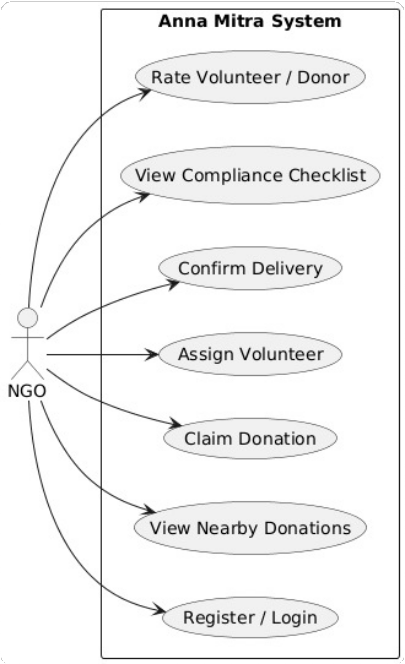 Anna Mitra System
Rate Volunteer / Donor
View Compliance Checklist
Confirm Delivery
Assign Volunteer
NGO
Claim Donation
View Nearby Donations
Register / Login